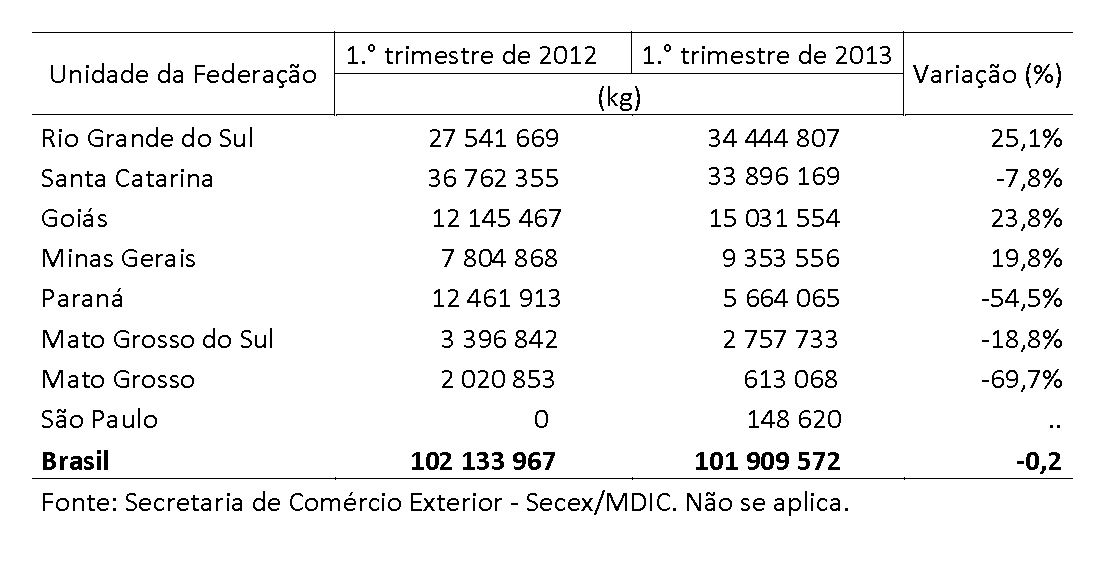 Unidade da Federação 1.º trimestre de 2012 1.º trimestre de 2013 Variação (%)
(kg)
Rio Grande do Sul 27 541 669 34 444 807 25,1%
Santa Catarina 36 762 355 33 896 169 -7,8%
Goiás 12 145 467 15 031 554 23,8%
Minas Gerais 7 804 868 9 353 556 19,8%
Paraná 12 461 913 5 664 065 -54,5%
Mato Grosso do Sul 3 396 842 2 757 733 -18,8%
Mato Grosso 2 020 853 613 068 -69,7%
São Paulo 0 148 620 ..
Brasil 102 133 967 101 909 572 -0,2
Fonte: Secretaria de Comércio Exterior - Secex/MDIC. Não se aplica.